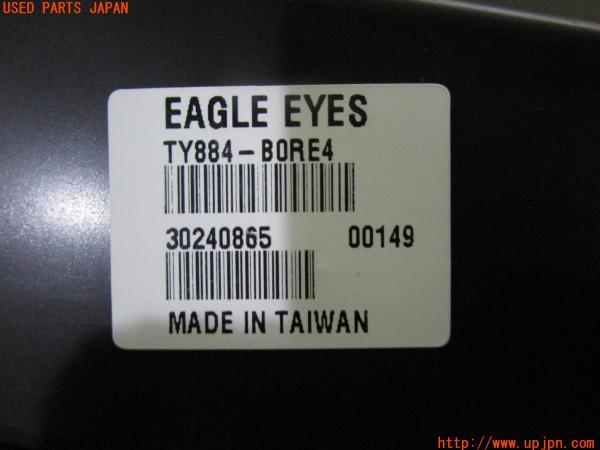 USED PARTS JAPAN
EAGLE EYES
TY884-B0RE4
30240865 00149
MADE IN TAIWAN
http://www.upjpn.com/